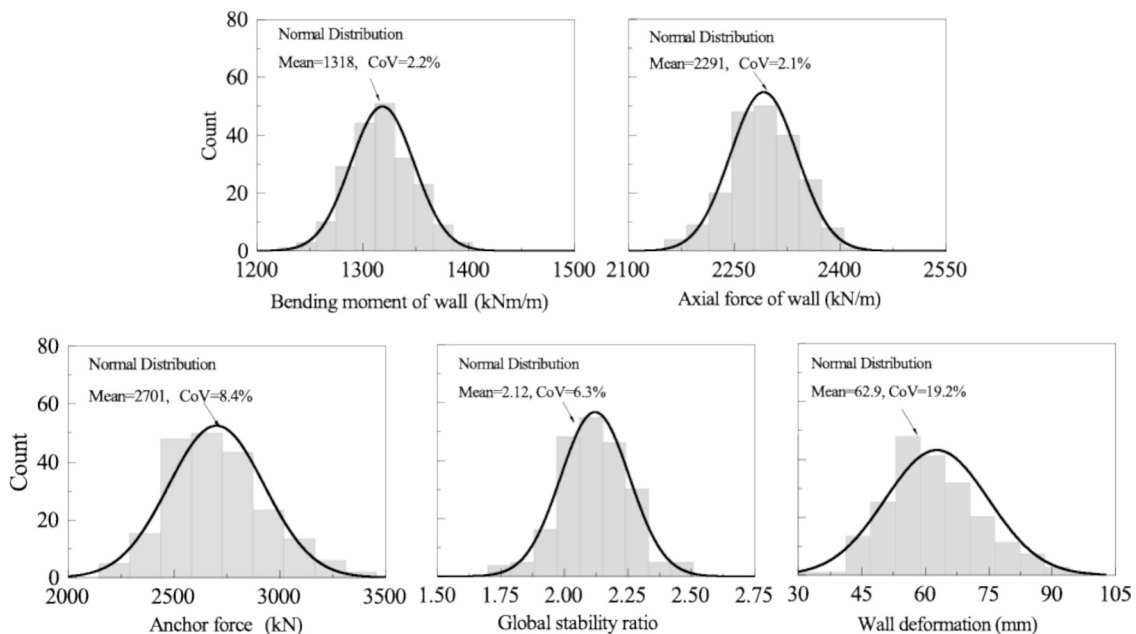 80
60
40
20
0
Count
Normal Distribution
Mean=1318, CoV=2.2%
1200 1300 1400 1500
Bending moment of wall (kNm/m)
Normal Distribution
Mean=2291, CoV=2.1%
2100 2250 2400 2550
Axial force of wall (kN/m)
80
60
40
20
0
Count
Normal Distribution
Mean=2701, CoV=8.4%
2000 2500 3000 3500
Anchor force (kN)
Normal Distribution
Mean=2.12, CoV=6.3%
1.50 1.75 2.00 2.25 2.50 2.75
Global stability ratio
Normal Distribution
Mean=62.9, CoV=19.2%
30 45 60 75 90 105
Wall deformation (mm)